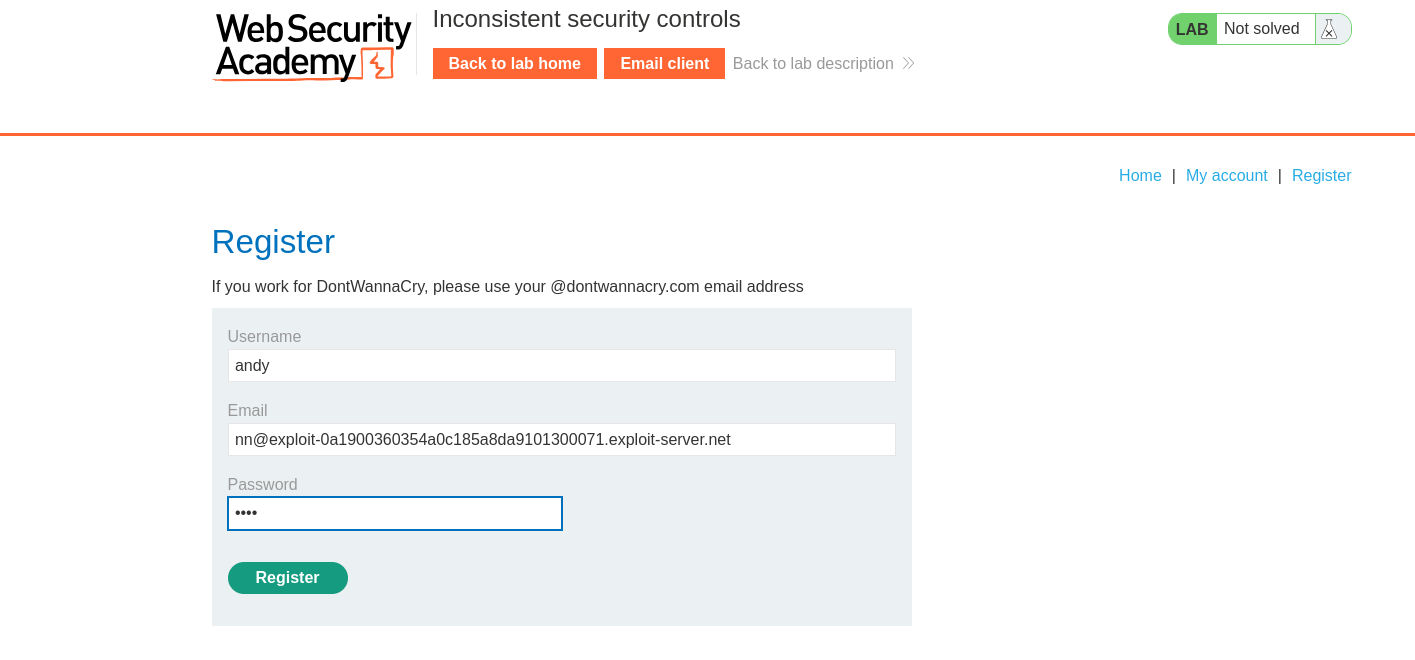 Web Security
Academy
Inconsistent security controls
Back to lab home
Email client
Back to lab description
LAB
Not solved
Home | My account | Register
Register
If you work for DontWannaCry, please use your @dontwannacry.com email address
Username
andy
Email
nn@exploit-0a1900360354a0c185a8da9101300071.exploit-server.net
Password
••••
Register